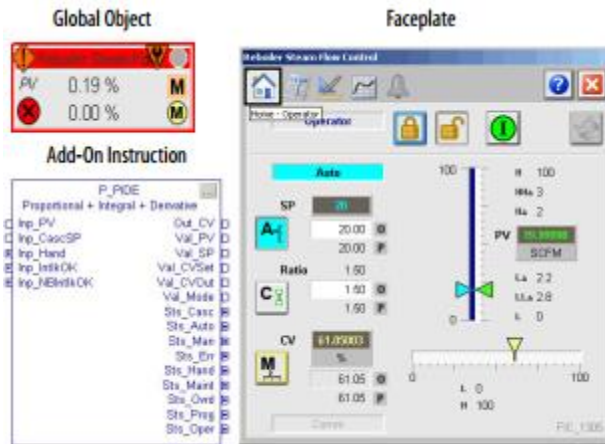 Global Object
Faceplate
PV 0.19 % M
0.00 % M
Add-On Instruction
P_PIDE
Proportional + Integral + Derivative
Inp_PV Out_CV
Inp_CascSP Val_PV
Inp_Hand Val_SP
Inp_IntlkOK Val_CVSet
Inp_NBIntlkOK Val_CVOut
Val_Mode
Sts_Casc
Sts_Auto
Sts_Man
Sts_Err
Sts_Hand
Sts_Maint
Sts_Ovrd
Sts_Prog
Sts_Oper
Reboiler Steam Flow Control
Home - Operator
Operator
Auto
SP 20
A 20.00 O
20.00 P
Ratio 1.50
C 1.50 O
1.50 P
CV 61.05003
%
M 61.05 O
61.05 P
100
0
H 100
HHa 3
Ha 2
PV
SCFM
La 2.2
LLa 2.8
L 0
0 100
L 0
H 100